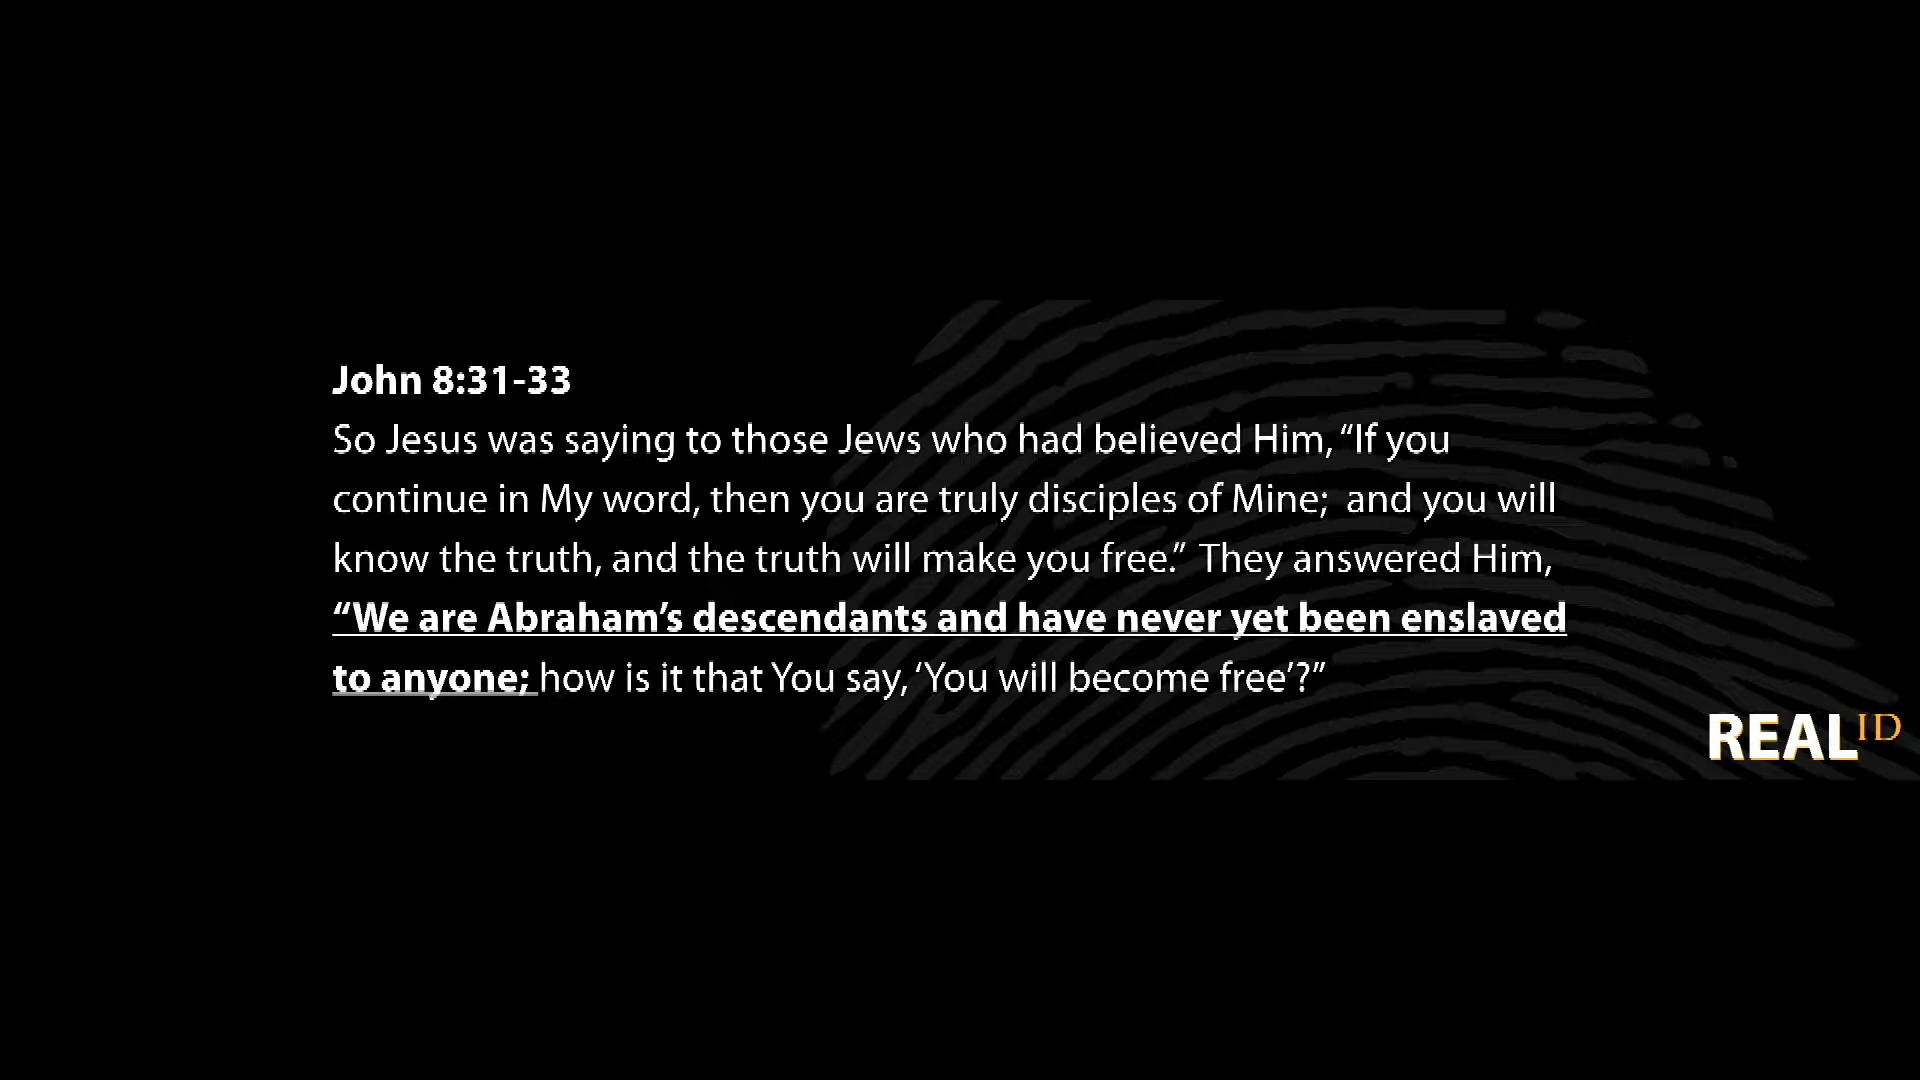 John 8:31-33
So Jesus was saying to those Jews who had believed Him, “If you
continue in My word, then you are truly disciples of Mine;  and you will
know the truth, and the truth will make you free.”  They answered Him,
“We are Abraham’s descendants and have never yet been enslaved
to anyone; how is it that You say, ‘You will become free’?”
REAL ID